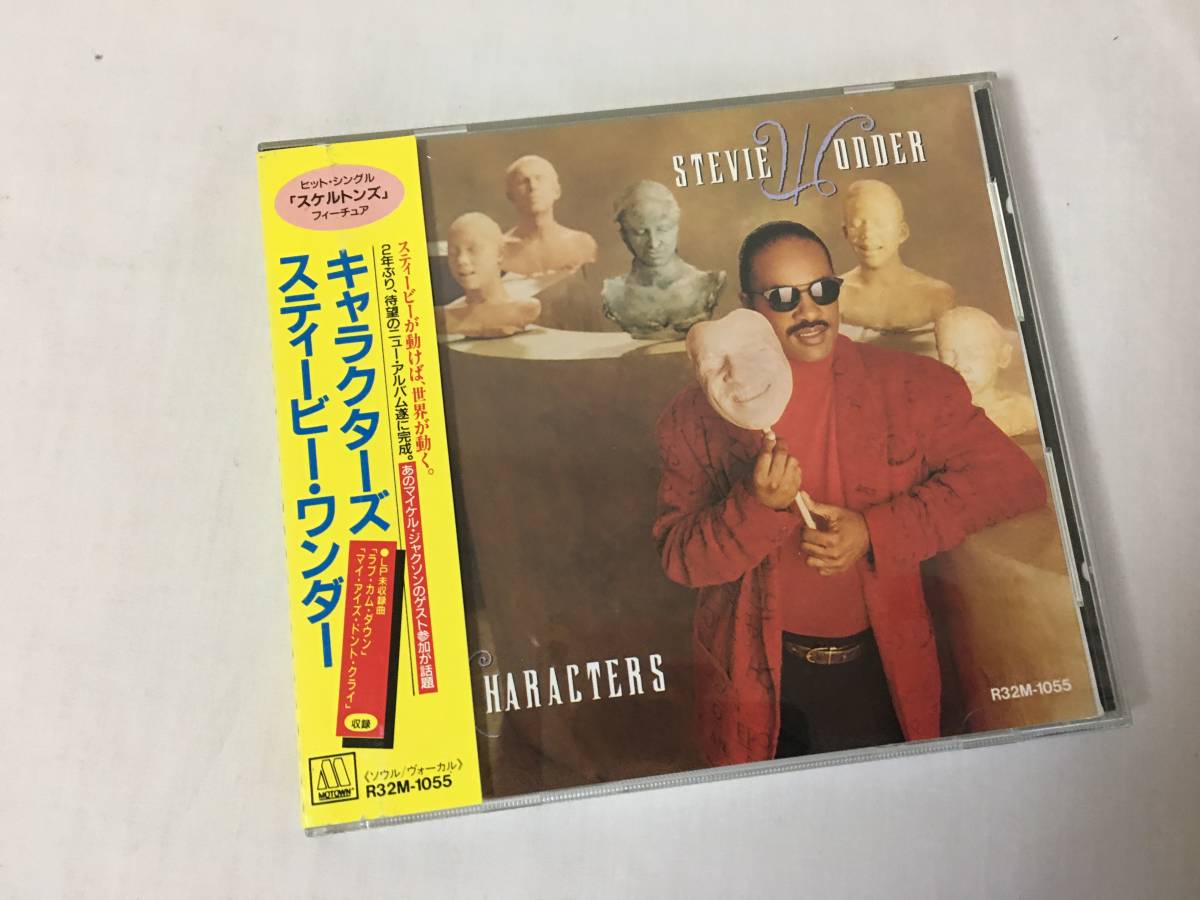 ヒット・シングル
「スケルトンズ」
フィーチュア
キャラクターズ
スティービー・ワンダー
スティービーが動けば、世界が動く。
2年ぶり、待望のニュー・アルバム遂に完成。
あのマイケル・ジャクソンのゲスト参加が話題
●LP未収録曲
「ラブ・カム・ダウン」
「マイ・アイズ・ドント・クライ」
収録
MOTOWN
《ソウル/ヴォーカル》
R32M-1055
STEVIE WONDER
CHARACTERS
R32M-1055